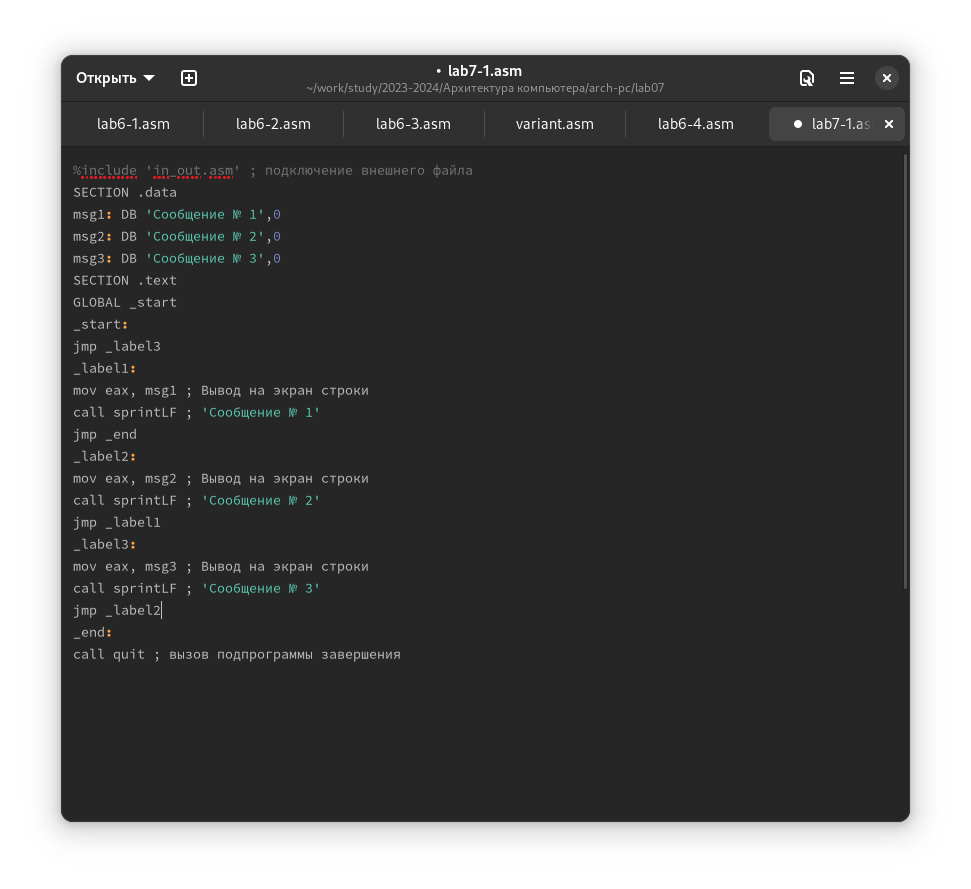 Открыть
• lab7-1.asm
~/work/study/2023-2024/Архитектура компьютера/arch-pc/lab07
lab6-1.asm lab6-2.asm lab6-3.asm variant.asm lab6-4.asm ● lab7-1.as
%include 'in_out.asm' ; подключение внешнего файла
SECTION .data
msg1: DB 'Сообщение № 1',0
msg2: DB 'Сообщение № 2',0
msg3: DB 'Сообщение № 3',0
SECTION .text
GLOBAL _start
_start:
jmp _label3
_label1:
mov eax, msg1 ; Вывод на экран строки
call sprintLF ; 'Сообщение № 1'
jmp _end
_label2:
mov eax, msg2 ; Вывод на экран строки
call sprintLF ; 'Сообщение № 2'
jmp _label1
_label3:
mov eax, msg3 ; Вывод на экран строки
call sprintLF ; 'Сообщение № 3'
jmp _label2
_end:
call quit ; вызов подпрограммы завершения